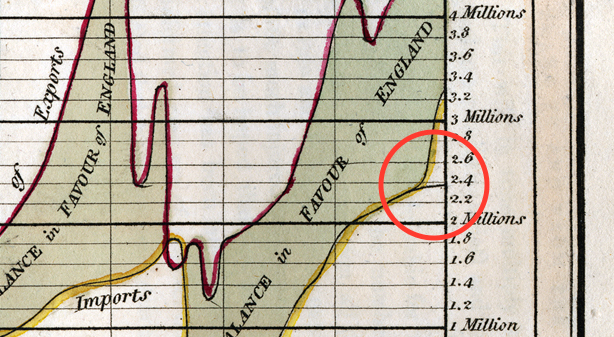 of Exports
BALANCE in FAVOUR of ENGLAND
Imports
BALANCE in FAVOUR of ENGLAND
4 Millions
3.8
3.6
3.4
3.2
3 Millions
2.8
2.6
2.4
2.2
2 Millions
1.8
1.6
1.4
1.2
1 Million